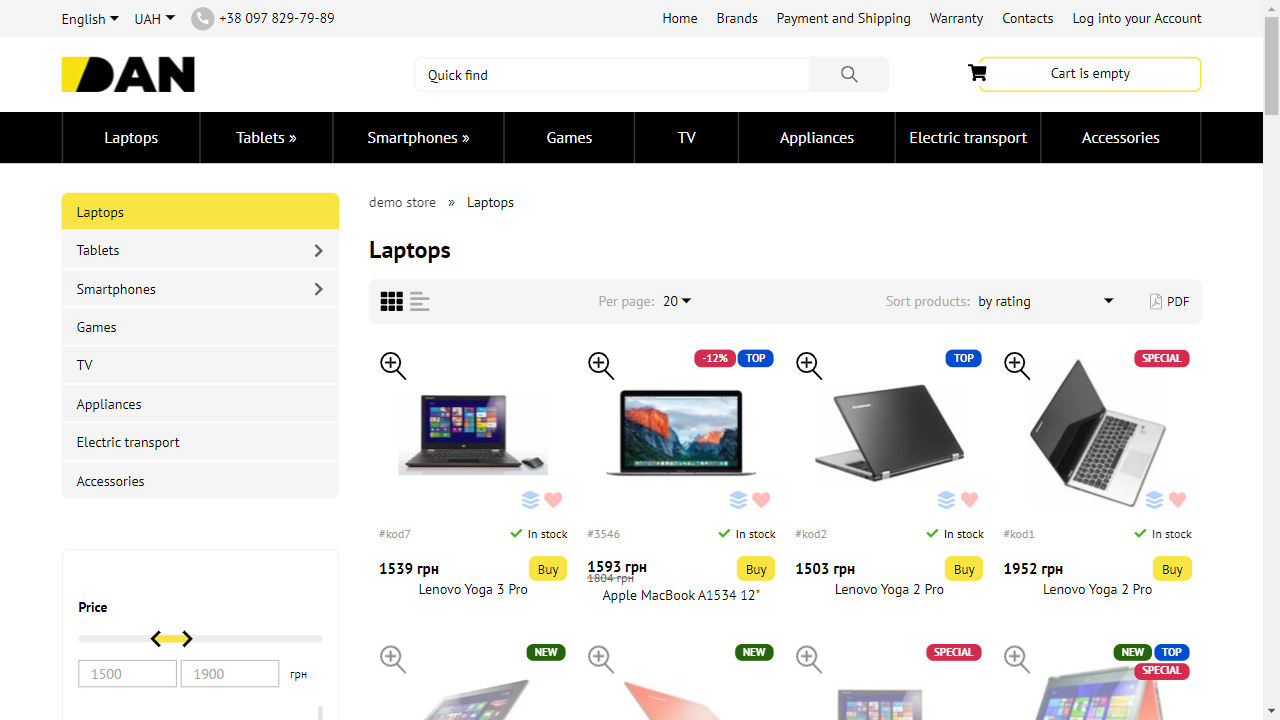 English UAH +38 097 829-79-89 Home Brands Payment and Shipping Warranty Contacts Log into your Account
DAN Quick find Cart is empty
Laptops Tablets » Smartphones » Games TV Appliances Electric transport Accessories
Laptops
Tablets
Smartphones
Games
TV
Appliances
Electric transport
Accessories
Price
1500 1900 грн
demo store » Laptops
Laptops
Per page: 20 Sort products: by rating PDF
-12% TOP TOP SPECIAL
#kod7 In stock #3546 In stock #kod2 In stock #kod1 In stock
1539 грн Buy 1593 грн Buy 1503 грн Buy 1952 грн Buy
1804 грн
Lenovo Yoga 3 Pro Apple MacBook A1534 12" Lenovo Yoga 2 Pro Lenovo Yoga 2 Pro
NEW NEW SPECIAL NEW TOP
SPECIAL